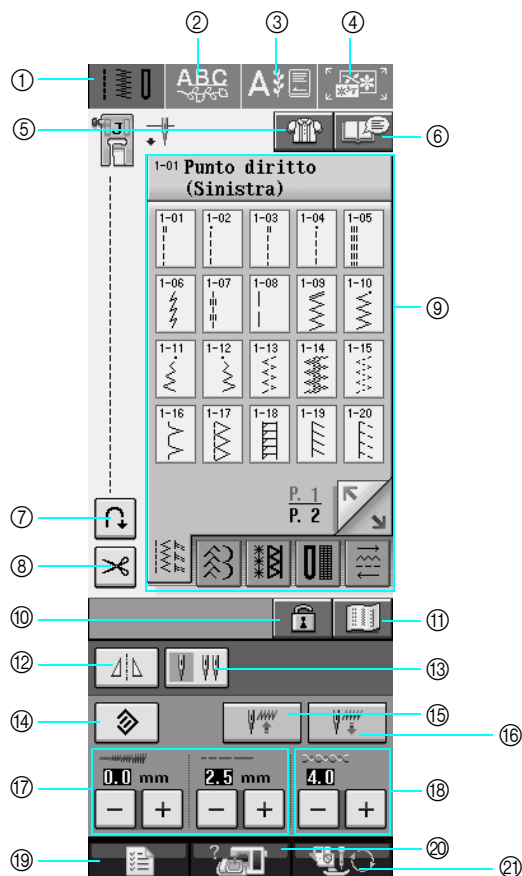 ① ② ③ ④
ABC A
⑤ ⑥
J
1-01 Punto diritto
(Sinistra)
1-01 1-02 1-03 1-04 1-05
1-06 1-07 1-08 1-09 1-10
⑨
1-11 1-12 1-13 1-14 1-15
1-16 1-17 1-18 1-19 1-20
P. 1
P. 2
⑦
⑧
⑩ ⑪
⑫ ⑬
⑭ ⑮
⑯
0.0 mm 2.5 mm 4.0
⑰ − + − + − + ⑱
⑲ ? ⑳
㉑